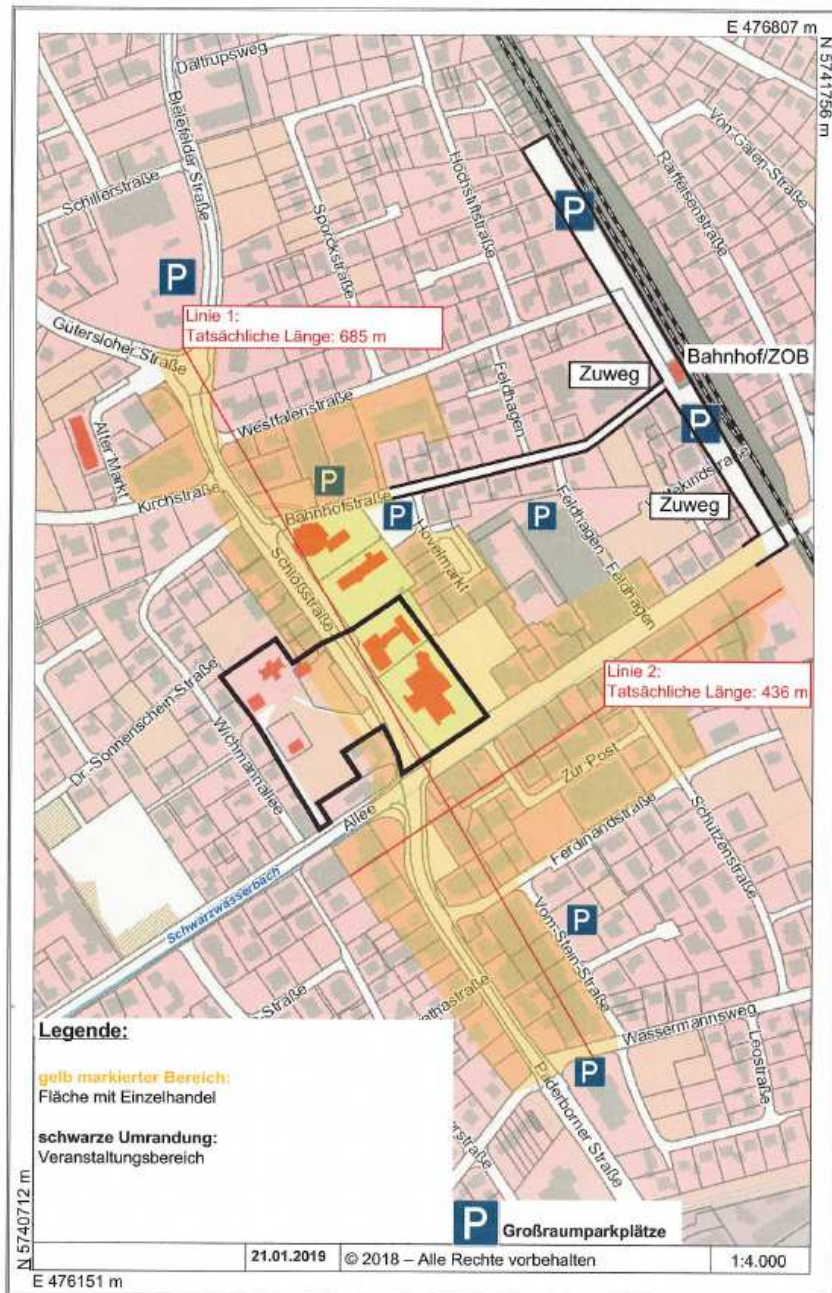 E 476807 m
N 5741756 m
Daltrupsweg
Bielefelder Straße
Schillerstraße
Sporckstraße
Hochstiftstraße
Raiffeisenstraße
Von-Galen-Straße
P
P
Gütersloher Straße
Linie 1:
Tatsächliche Länge: 685 m
Bahnhof/ZOB
Zuweg
Feldhagen
Westfalenstraße
Alter Markt
P
Kirchstraße
P
Bahnhofstraße
P
Hövelmarkt
P
Feldhagen
Feldhagen
Zuweg
Schloßstraße
Dr.-Sonnenschein-Straße
Wichmannallee
Linie 2:
Tatsächliche Länge: 436 m
Zur Post
Allee
Ferdinandstraße
Schützenstraße
Schwarzwasserbach
P
Vom-Stein-Straße
Straße
Wassermannsweg
Leostraße
P
Paderborner Straße
Legende:
gelb markierter Bereich:
Fläche mit Einzelhandel
schwarze Umrandung:
Veranstaltungsbereich
P Großraumparkplätze
N 5740712 m
21.01.2019 © 2018 – Alle Rechte vorbehalten 1:4.000
E 476151 m